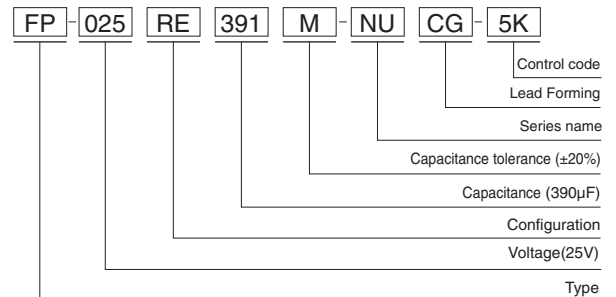 FP - 025 RE 391 M - NU CG - 5K
Control code
Lead Forming
Series name
Capacitance tolerance (±20%)
Capacitance (390µF)
Configuration
Voltage(25V)
Type